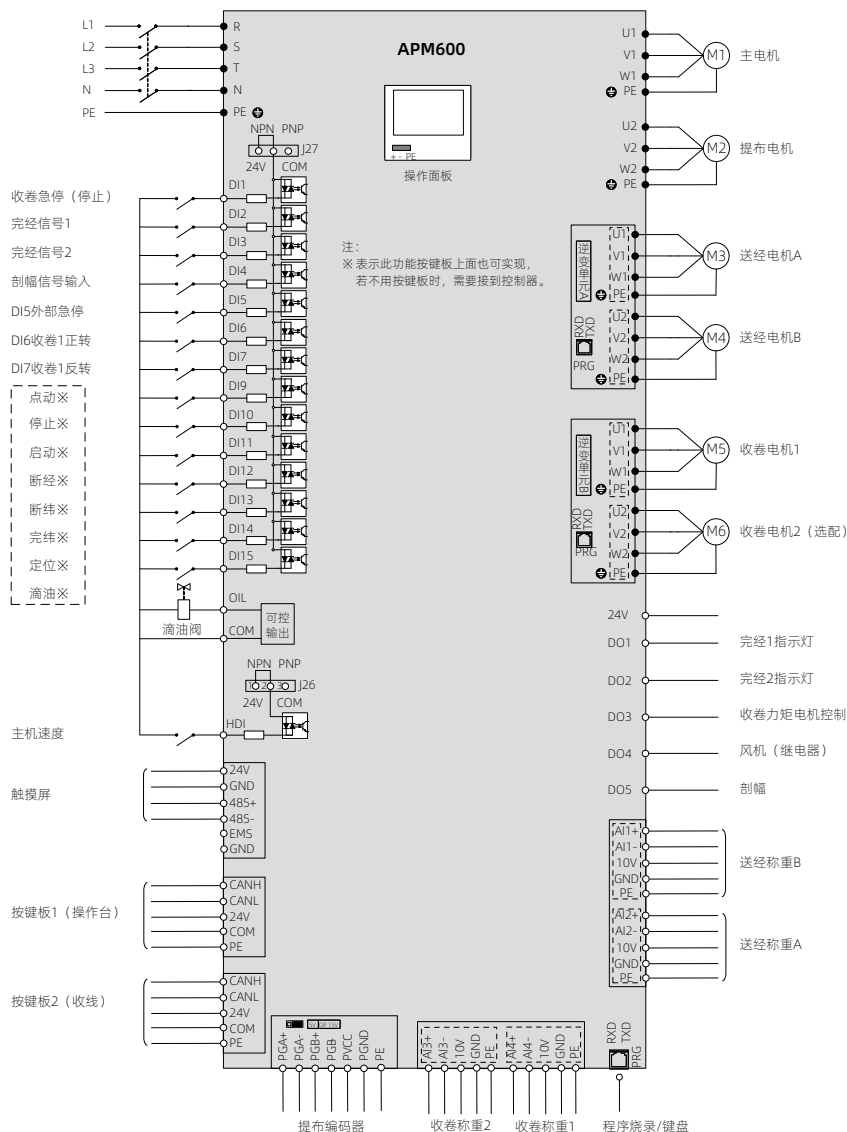 APM600
L1
L2
L3
N
PE
R
S
T
N
PE
NPN PNP
J27
24V COM
+ - PE
操作面板
注：
※ 表示此功能按键板上面也可实现，
若不用按键板时，需要接到控制器。
收卷急停（停止）
完经信号1
完经信号2
剖幅信号输入
DI5外部急停
DI6收卷1正转
DI7收卷1反转
点动※
停止※
启动※
断经※
断纬※
完纬※
定位※
滴油※
DI1
DI2
DI3
DI4
DI5
DI6
DI7
DI9
DI10
DI11
DI12
DI13
DI14
DI15
滴油阀
OIL
COM
可控
输出
NPN PNP
1 2 3
J26
24V COM
主机速度
HDI
触摸屏
24V
GND
485+
485-
EMS
GND
按键板1（操作台）
CANH
CANL
24V
COM
PE
按键板2（收线）
CANH
CANL
24V
COM
PE
U1
V1
W1
PE
M1
主电机
U2
V2
W2
PE
M2
提布电机
逆变单元A
U1
V1
W1
PE
M3
送经电机A
RXD
TXD
PRG
U2
V2
W2
PE
M4
送经电机B
逆变单元B
U1
V1
W1
PE
M5
收卷电机1
RXD
TXD
PRG
U2
V2
W2
PE
M6
收卷电机2（选配）
24V
DO1
完经1指示灯
DO2
完经2指示灯
DO3
收卷力矩电机控制
DO4
风机（继电器）
DO5
剖幅
AI1+
AI1-
10V
GND
PE
送经称重B
AI2+
AI2-
10V
GND
PE
送经称重A
5V OP 15V
PGA+
PGA-
PGB+
PGB
PVCC
PGND
PE
提布编码器
AI3+
AI3-
10V
GND
PE
收卷称重2
AI4+
AI4-
10V
GND
PE
收卷称重1
RXD
TXD
PRG
程序烧录/键盘